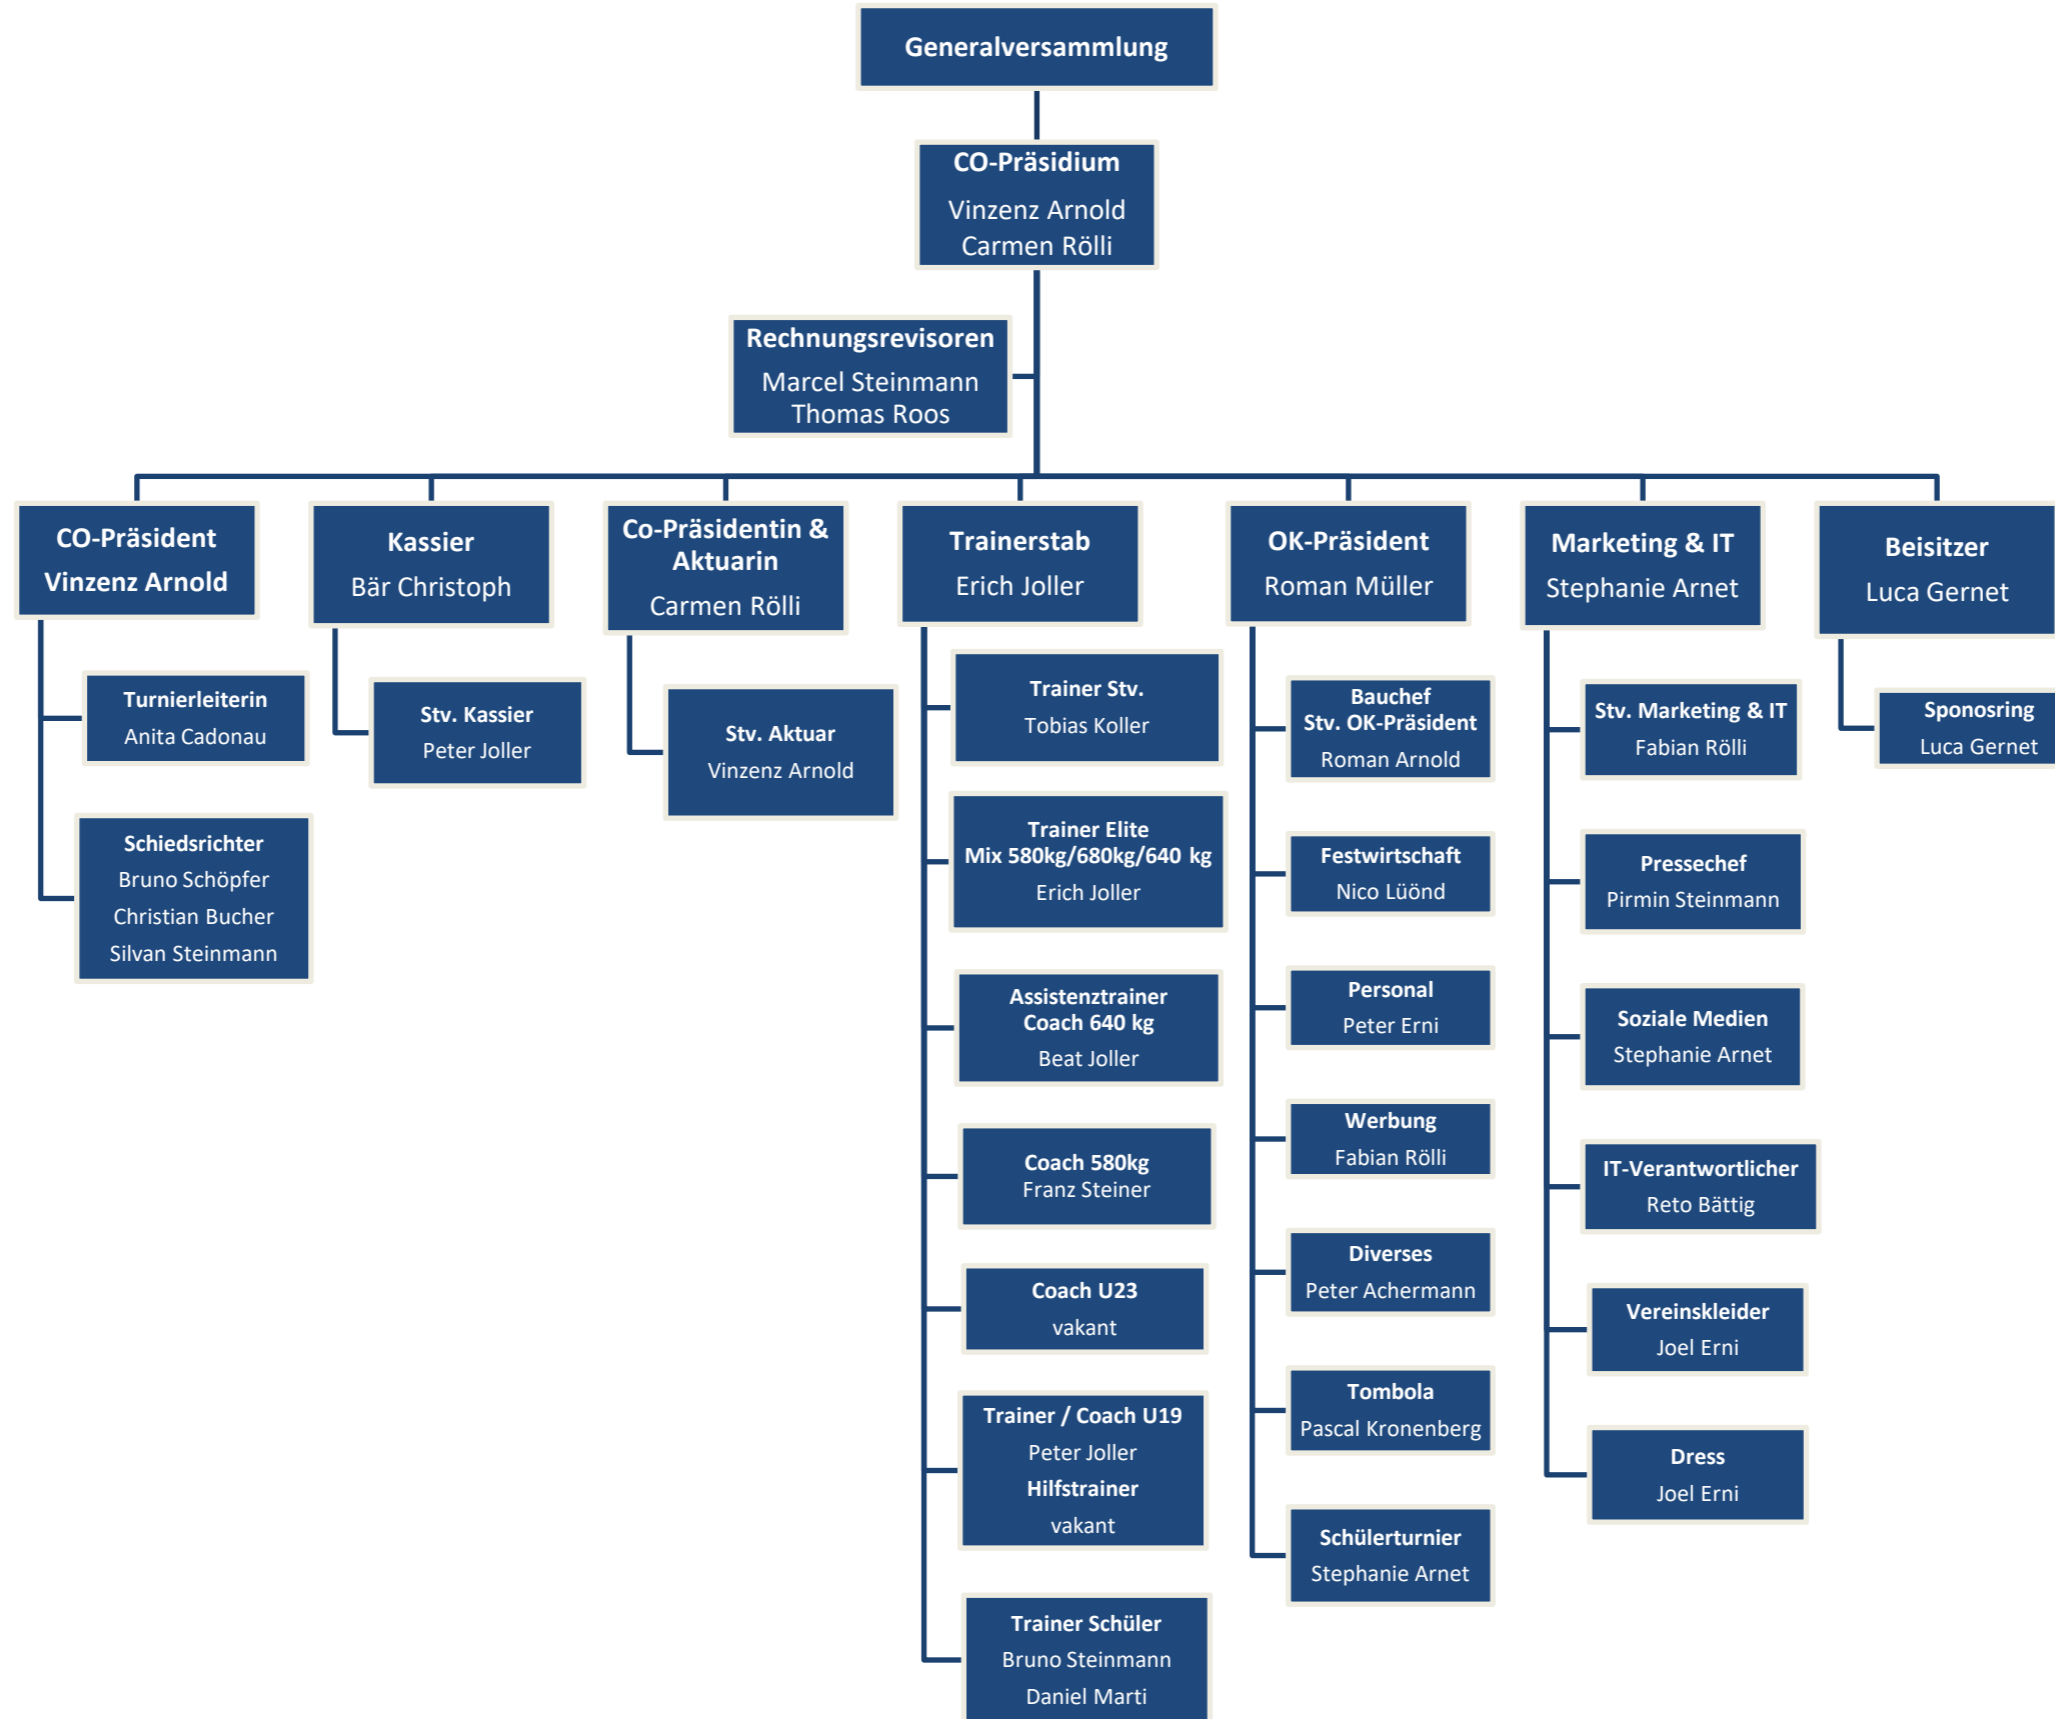 Generalversammlung
CO-Präsidium
Vinzenz Arnold
Carmen Rölli
Rechnungsrevisoren
Marcel Steinmann
Thomas Roos
CO-Präsident
Vinzenz Arnold
Turnierleiterin
Anita Cadonau
Schiedsrichter
Bruno Schöpfer
Christian Bucher
Silvan Steinmann
Kassier
Bär Christoph
Stv. Kassier
Peter Joller
Co-Präsidentin &
Aktuarin
Carmen Rölli
Stv. Aktuar
Vinzenz Arnold
Trainerstab
Erich Joller
Trainer Stv.
Tobias Koller
Trainer Elite
Mix 580kg/680kg/640 kg
Erich Joller
Assistenztrainer
Coach 640 kg
Beat Joller
Coach 580kg
Franz Steiner
Coach U23
vakant
Trainer / Coach U19
Peter Joller
Hilfstrainer
vakant
Trainer Schüler
Bruno Steinmann
Daniel Marti
OK-Präsident
Roman Müller
Bauchef
Stv. OK-Präsident
Roman Arnold
Festwirtschaft
Nico Lüönd
Personal
Peter Erni
Werbung
Fabian Rölli
Diverses
Peter Achermann
Tombola
Pascal Kronenberg
Schülerturnier
Stephanie Arnet
Marketing & IT
Stephanie Arnet
Stv. Marketing & IT
Fabian Rölli
Pressechef
Pirmin Steinmann
Soziale Medien
Stephanie Arnet
IT-Verantwortlicher
Reto Bättig
Vereinskleider
Joel Erni
Dress
Joel Erni
Beisitzer
Luca Gernet
Sponosring
Luca Gernet